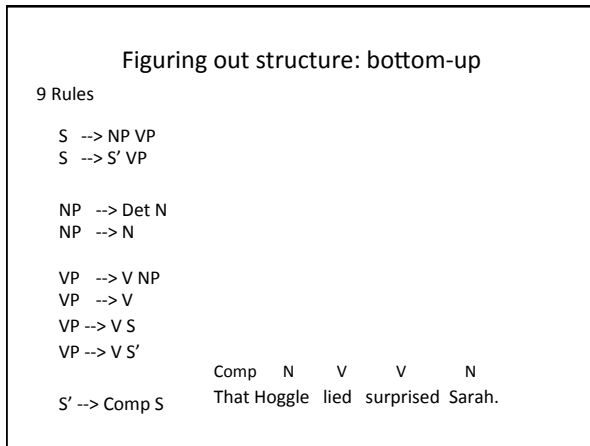 Figuring out structure: bottom-up
9 Rules
S --> NP VP
S --> S’ VP
NP --> Det N
NP --> N
VP --> V NP
VP --> V
VP --> V S
VP --> V S’
S’ --> Comp S
Comp N V V N
That Hoggle lied surprised Sarah.